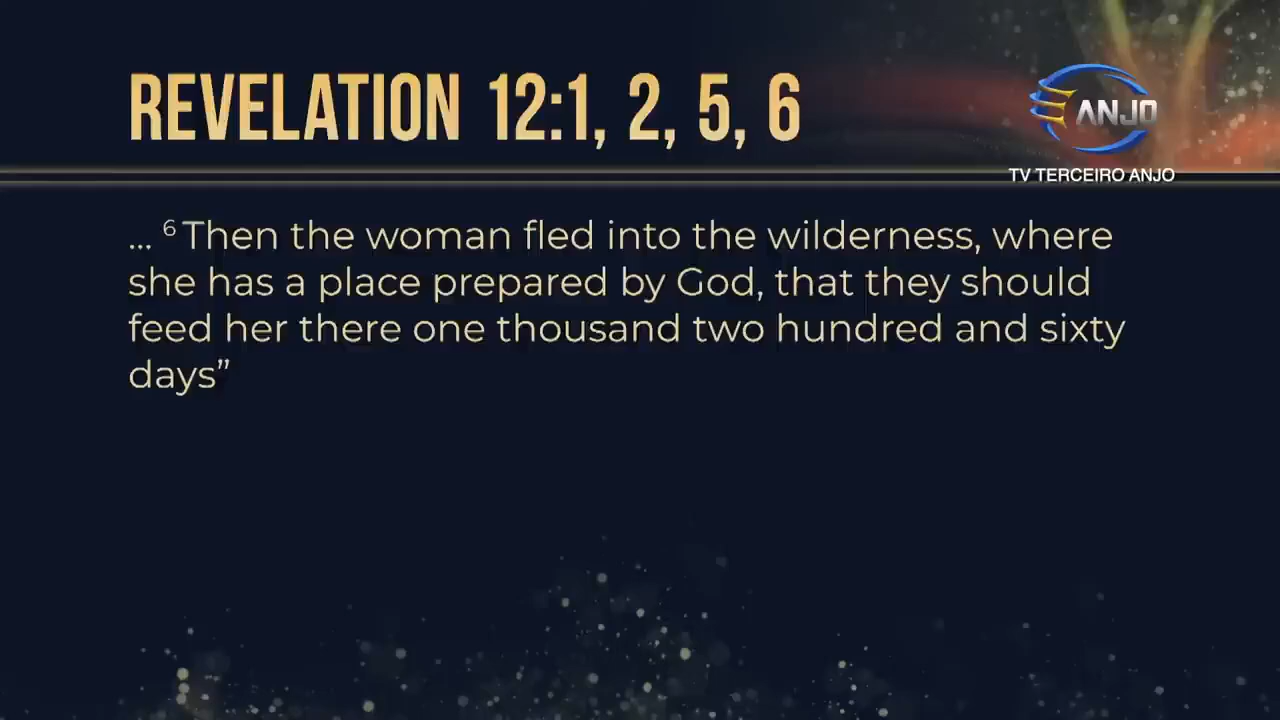 REVELATION 12:1, 2, 5, 6
ANJO
TV TERCEIRO ANJO
... 6 Then the woman fled into the wilderness, where
she has a place prepared by God, that they should
feed her there one thousand two hundred and sixty
days”